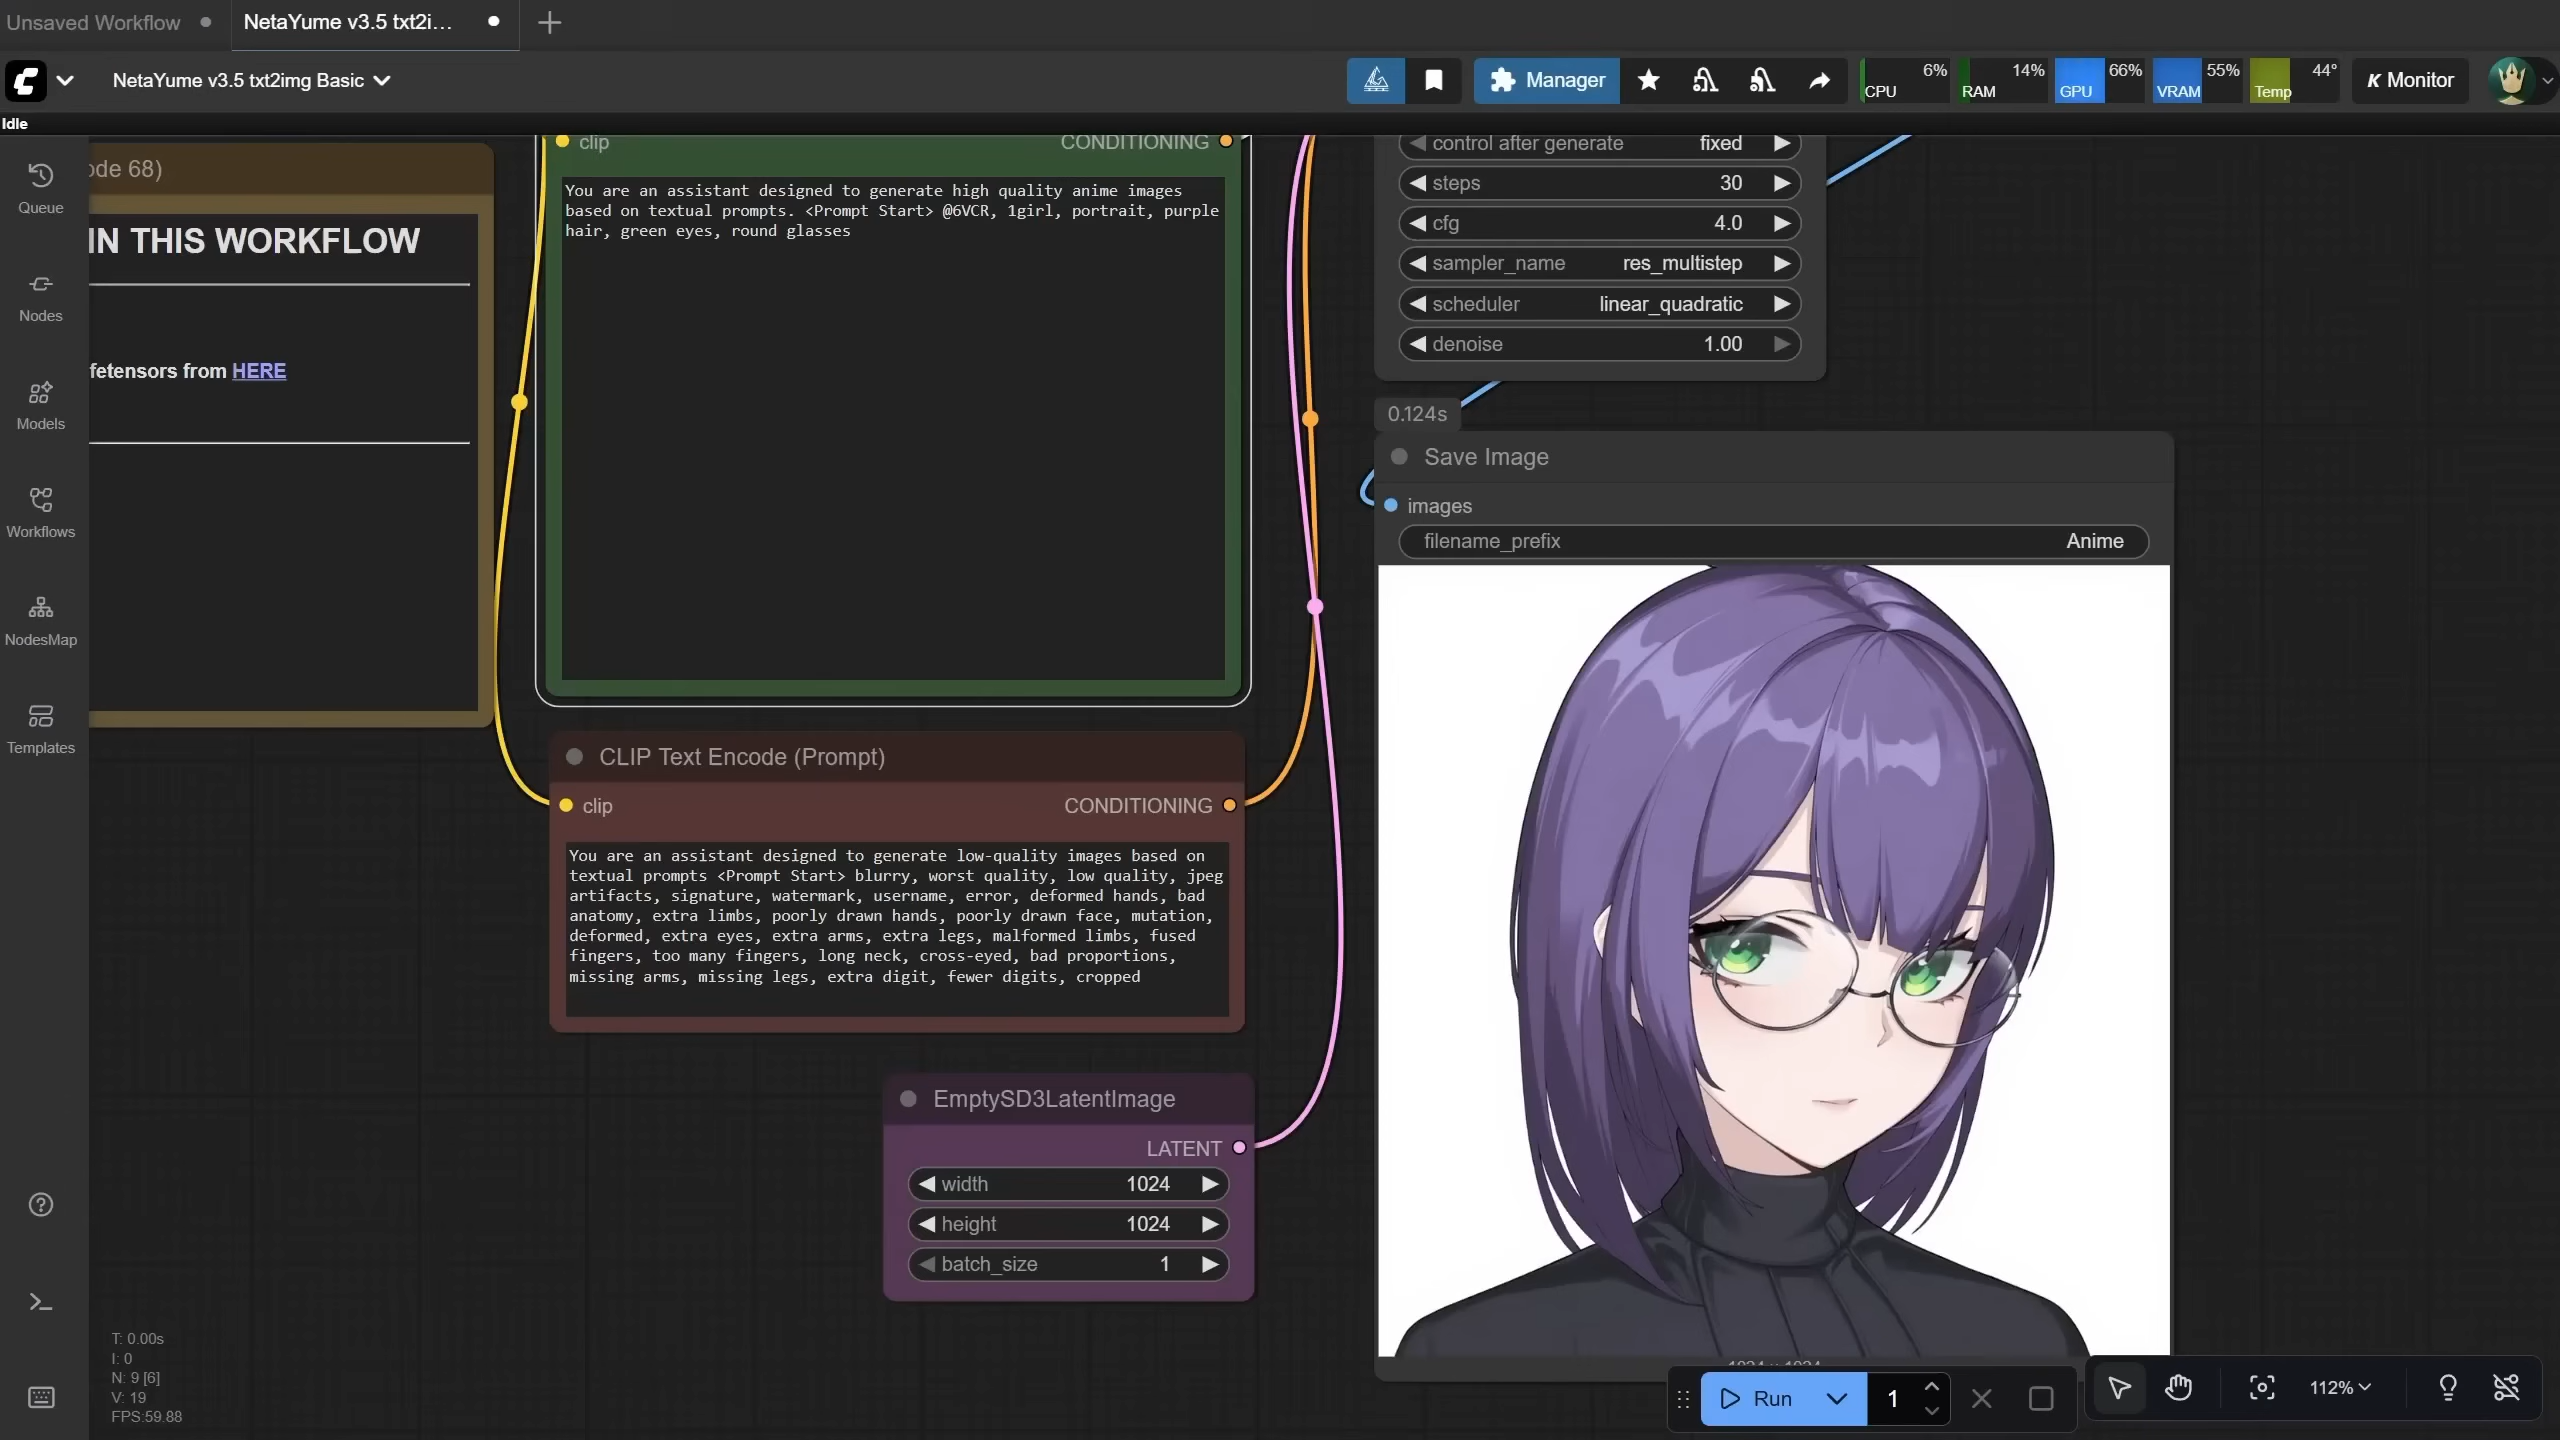 Unsaved Workflow
NetaYume v3.5 txt2i...
NetaYume v3.5 txt2img Basic
Manager
CPU 6%
RAM 14%
GPU 66%
VRAM 55%
Temp 44°
K Monitor
Idle
Queue
Nodes
Models
Workflows
NodesMap
Templates
ode 68)
IN THIS WORKFLOW
fetensors from HERE
clip CONDITIONING
You are an assistant designed to generate high quality anime images
based on textual prompts. <Prompt Start> @6VCR, 1girl, portrait, purple
hair, green eyes, round glasses
CLIP Text Encode (Prompt)
clip CONDITIONING
You are an assistant designed to generate low-quality images based on
textual prompts <Prompt Start> blurry, worst quality, low quality, jpeg
artifacts, signature, watermark, username, error, deformed hands, bad
anatomy, extra limbs, poorly drawn hands, poorly drawn face, mutation,
deformed, extra eyes, extra arms, extra legs, malformed limbs, fused
fingers, too many fingers, long neck, cross-eyed, bad proportions,
missing arms, missing legs, extra digit, fewer digits, cropped
EmptySD3LatentImage
LATENT
width 1024
height 1024
batch_size 1
control after generate fixed
steps 30
cfg 4.0
sampler_name res_multistep
scheduler linear_quadratic
denoise 1.00
0.124s
Save Image
images
filename_prefix Anime
T: 0.00s
I: 0
N: 9 [6]
V: 19
FPS:59.88
Run 1
112%